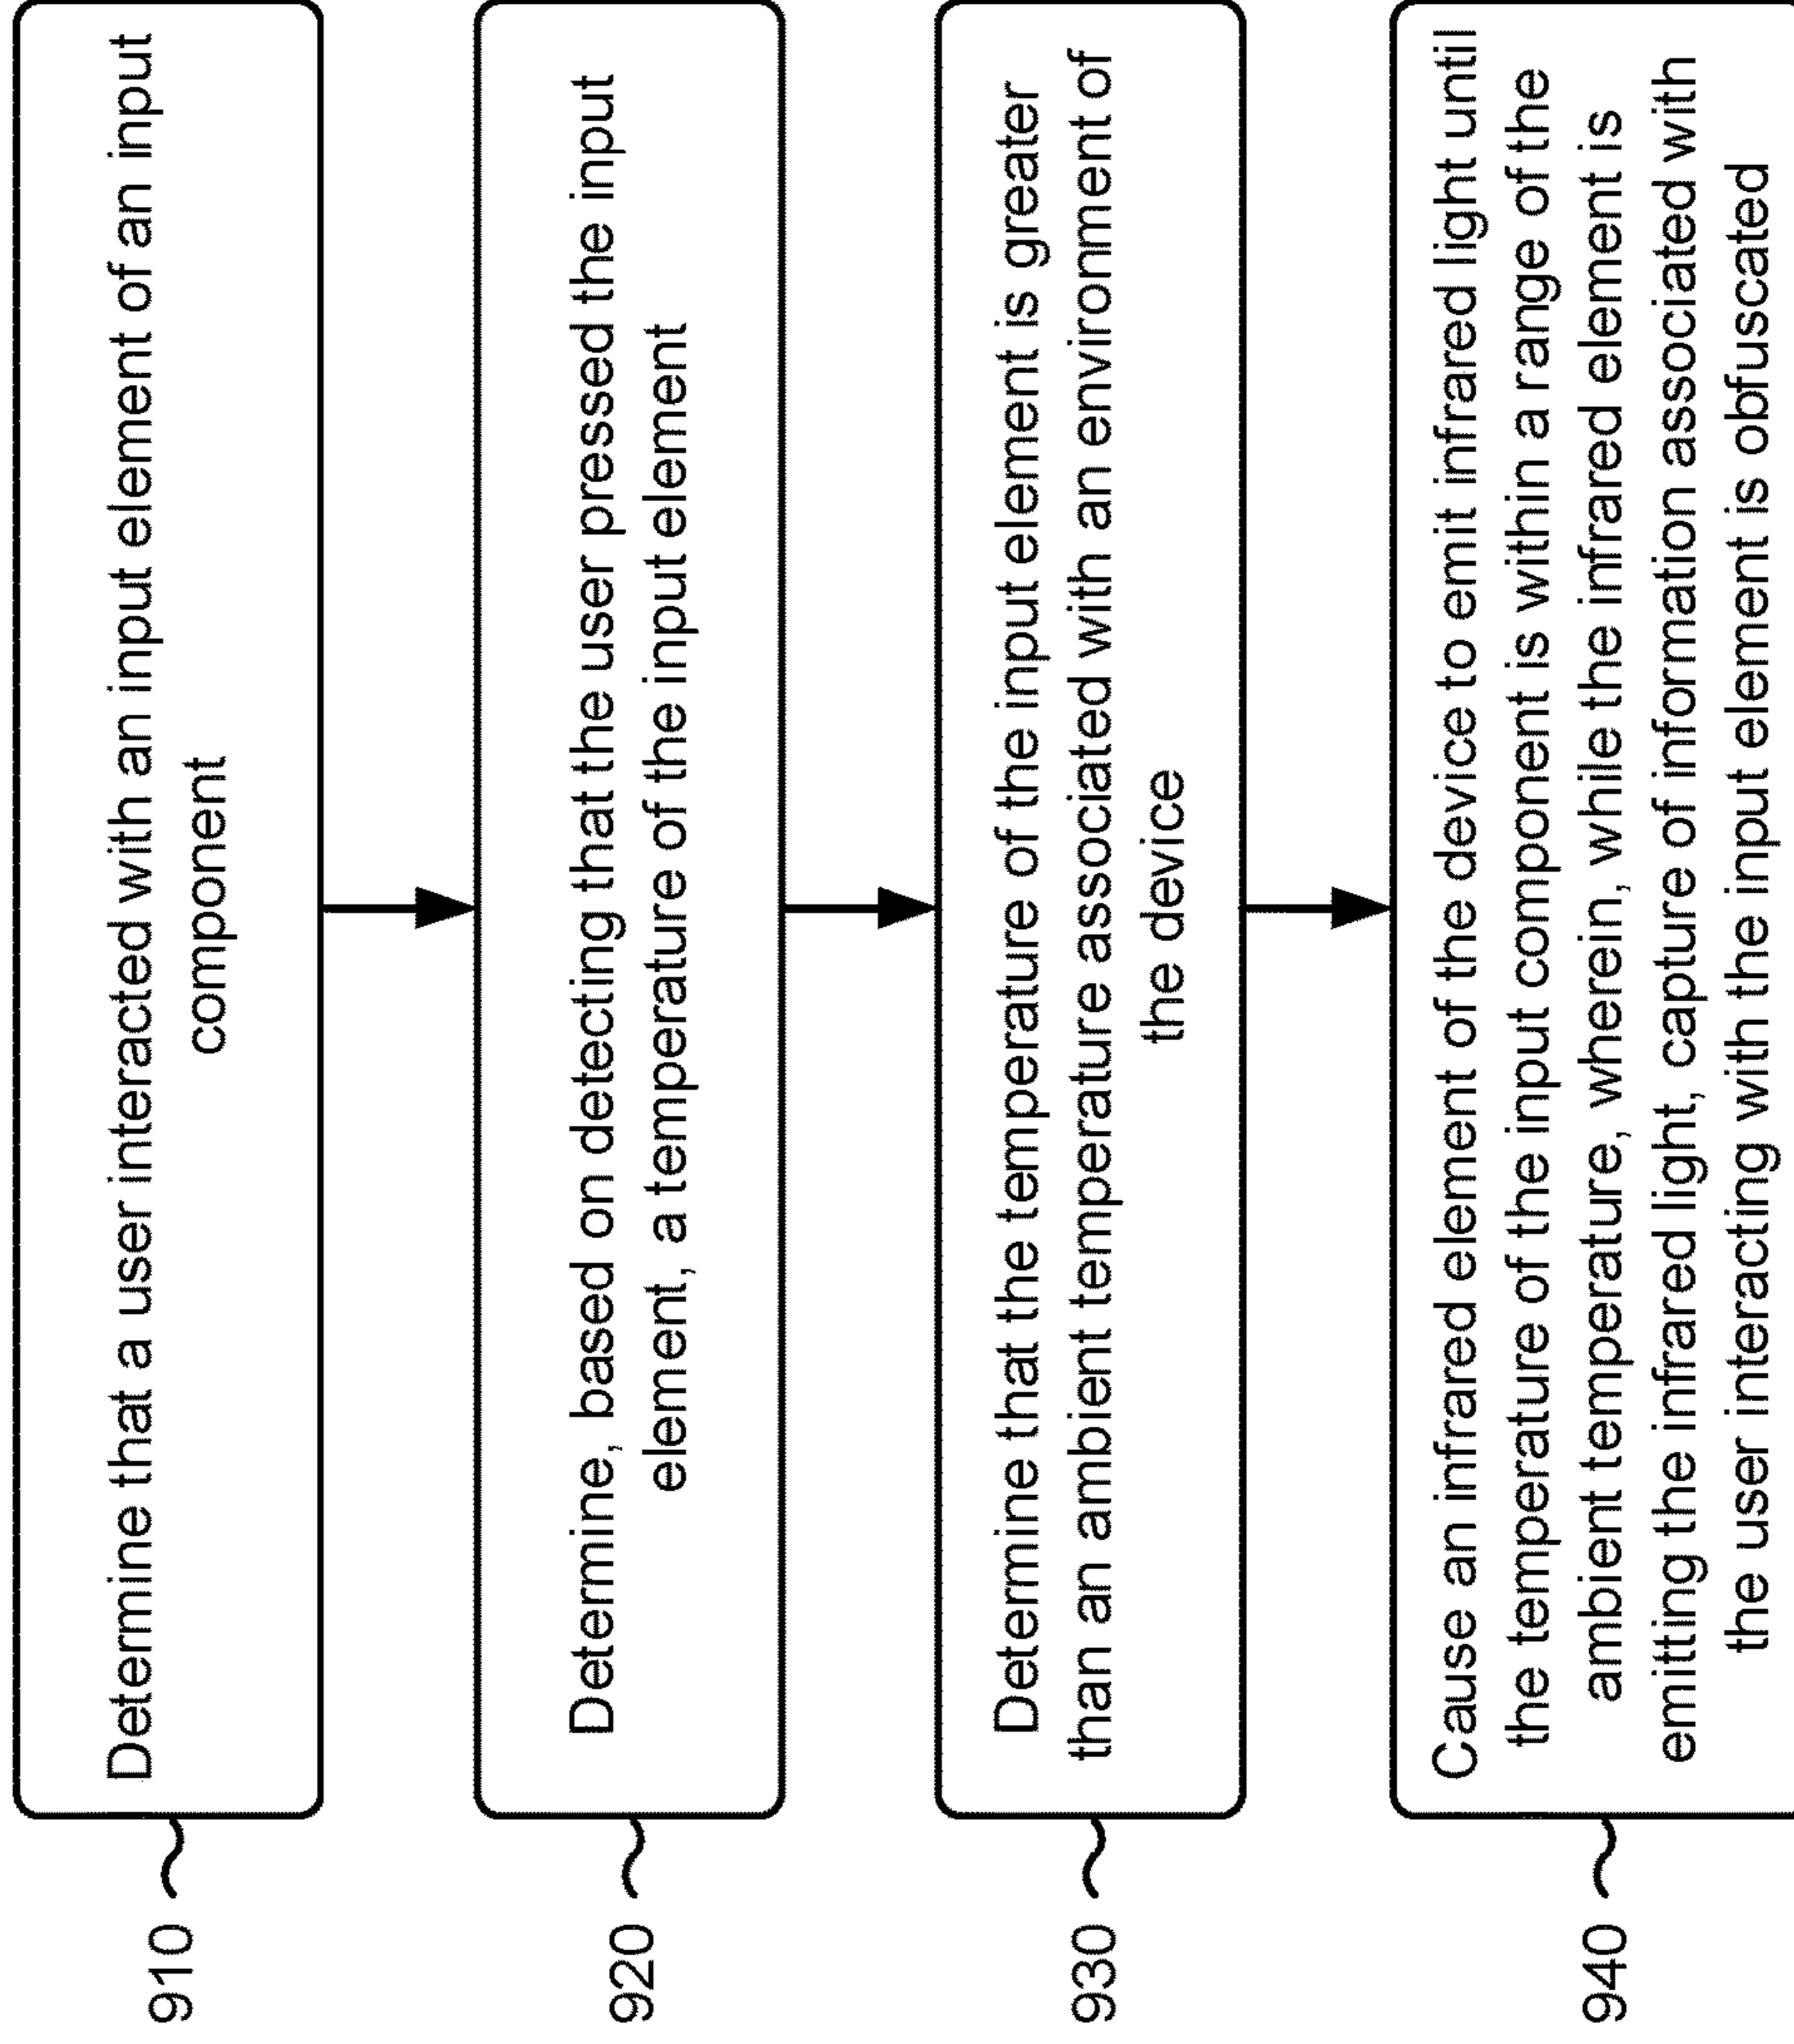 910
Determine that a user interacted with an input element of an input
component
920
Determine, based on detecting that the user pressed the input
element, a temperature of the input element
930
Determine that the temperature of the input element is greater
than an ambient temperature associated with an environment of
the device
940
Cause an infrared element of the device to emit infrared light until
the temperature of the input component is within a range of the
ambient temperature, wherein, while the infrared element is
emitting the infrared light, capture of information associated with
the user interacting with the input element is obfuscated